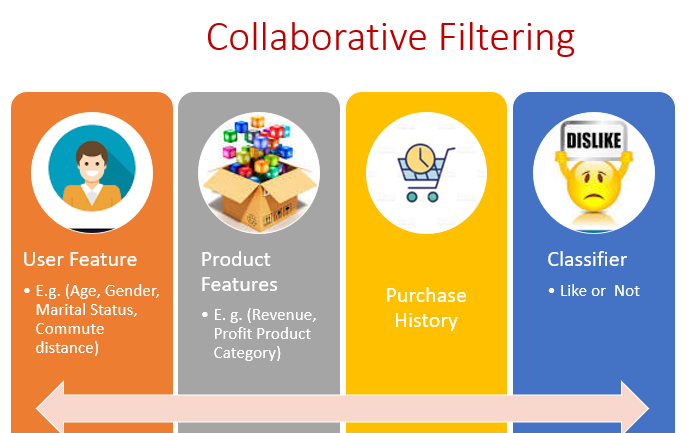 Collaborative Filtering
DISLIKE
User Feature
• E.g. (Age, Gender,
Marital Status,
Commute
distance)
Product
Features
• E. g. (Revenue,
Profit Product
Category)
Purchase
History
Classifier
• Like or Not